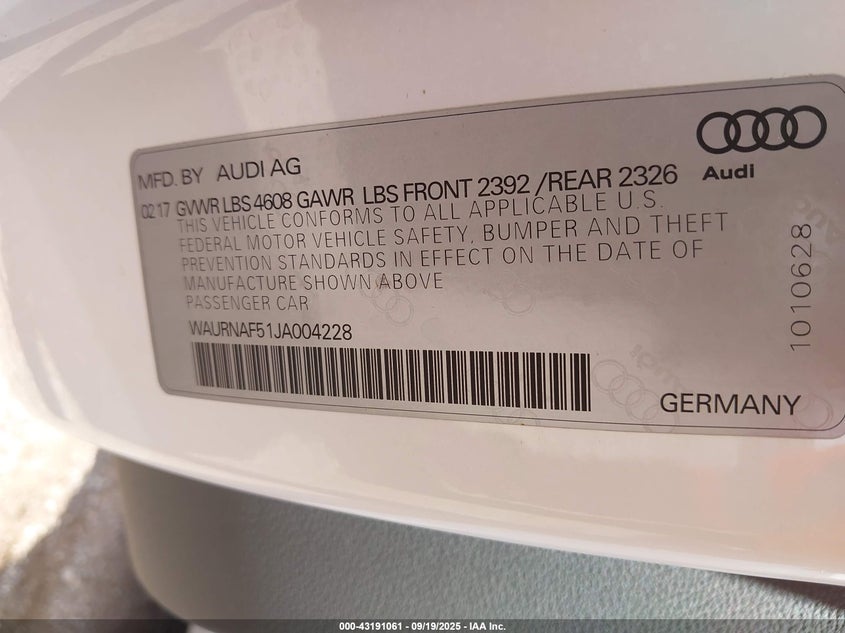 MFD. BY AUDI AG
Audi
02 17 GVWR LBS 4608 GAWR LBS FRONT 2392 /REAR 2326
THIS VEHICLE CONFORMS TO ALL APPLICABLE U.S.
FEDERAL MOTOR VEHICLE SAFETY, BUMPER AND THEFT
PREVENTION STANDARDS IN EFFECT ON THE DATE OF
MANUFACTURE SHOWN ABOVE
PASSENGER CAR
WAURNAF51JA004228
1010628
GERMANY
000-43191061 - 09/19/2025 - IAA Inc.